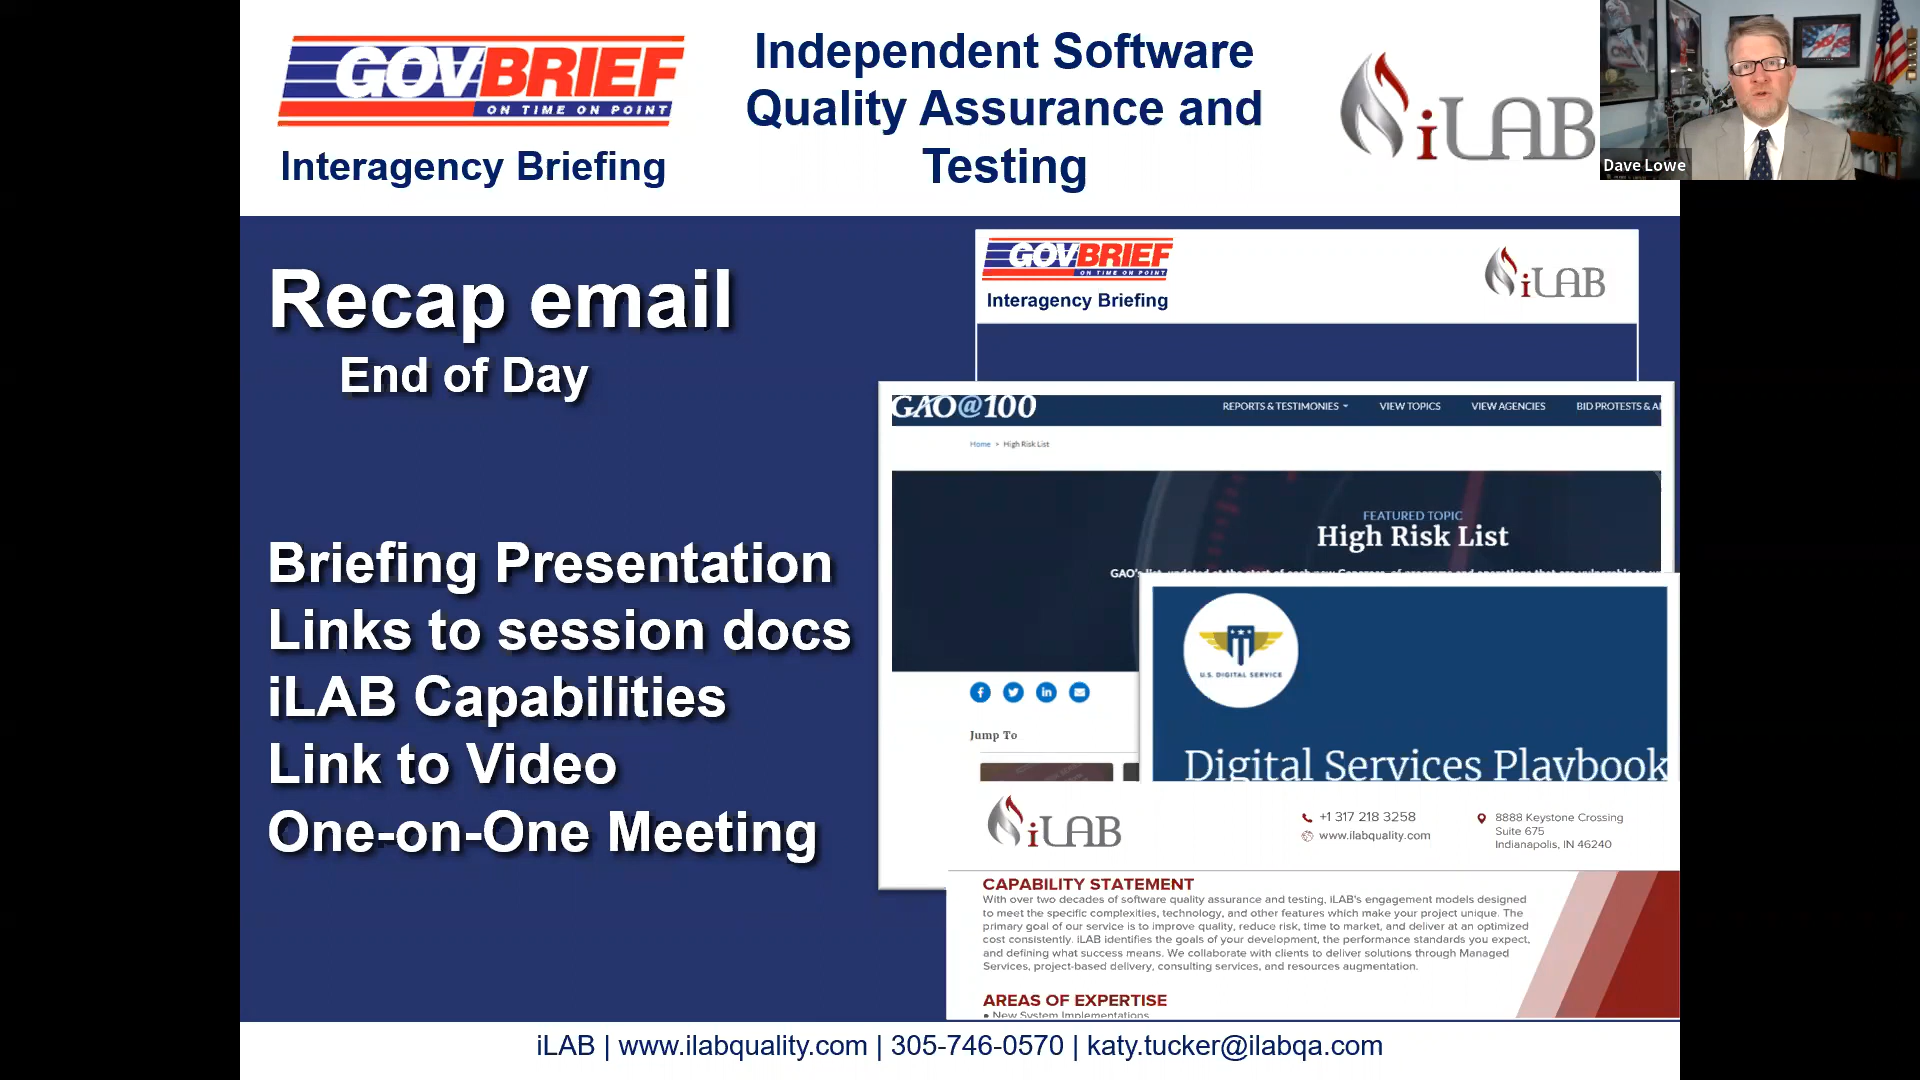 GOVBRIEF
ON TIME ON POINT
Interagency Briefing
Independent Software
Quality Assurance and
Testing
iLAB
Dave Lowe
Recap email
End of Day
Briefing Presentation
Links to session docs
iLAB Capabilities
Link to Video
One-on-One Meeting
GOVBRIEF
ON TIME ON POINT
Interagency Briefing
iLAB
GAO@100
REPORTS & TESTIMONIES VIEW TOPICS VIEW AGENCIES BID PROTESTS &
Home > High Risk List
FEATURED TOPIC
High Risk List
Jump To
U.S. DIGITAL SERVICE
Digital Services Playbook
iLAB
+1 317 218 3258
www.ilabquality.com
8888 Keystone Crossing
Suite 675
Indianapolis, IN 46240
CAPABILITY STATEMENT
With over two decades of software quality assurance and testing, iLAB's engagement models designed
to meet the specific complexities, technology, and other features which make your project unique. The
primary goal of our service is to improve quality, reduce risk, time to market, and deliver at an optimized
cost consistently. iLAB identifies the goals of your development, the performance standards you expect,
and defining what success means. We collaborate with clients to deliver solutions through Managed
Services, project-based delivery, consulting services, and resources augmentation.
AREAS OF EXPERTISE
• New System Implementations
iLAB | www.ilabquality.com | 305-746-0570 | katy.tucker@ilabqa.com